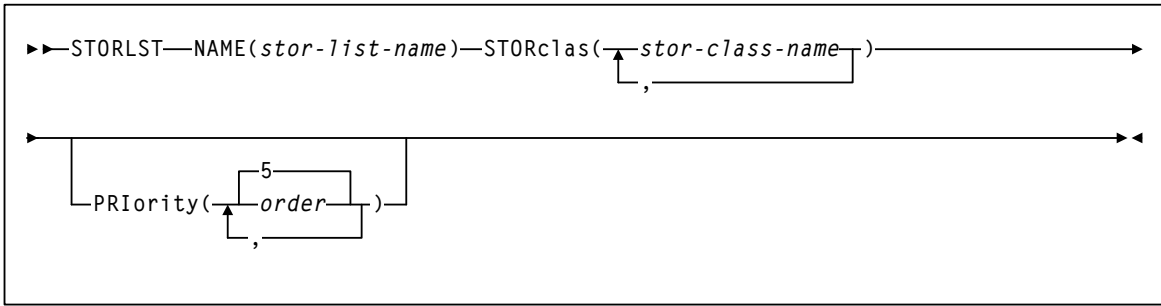 STORLST NAME(stor-list-name) STORclas( stor-class-name )
,
5
PRIority( order )
,